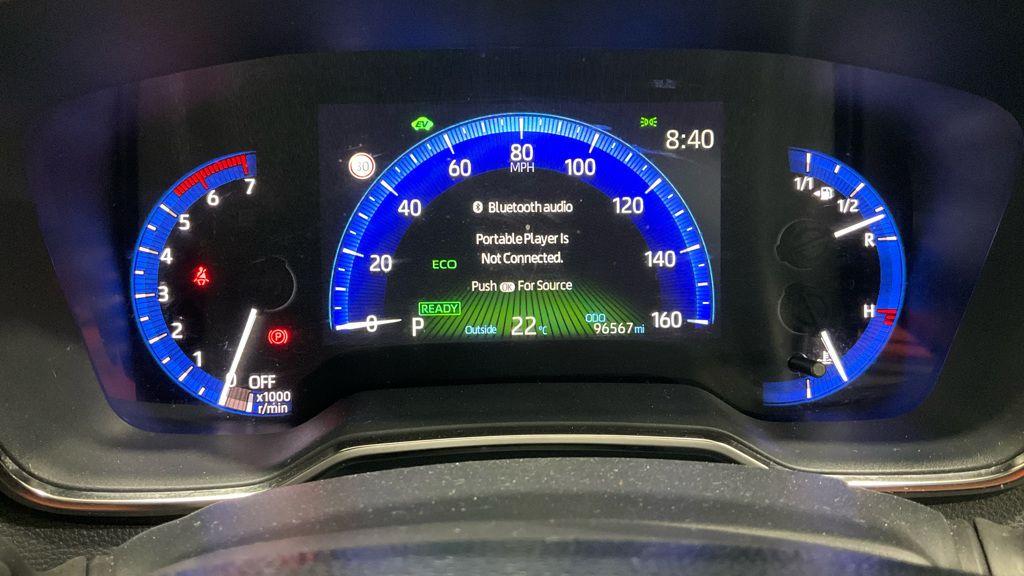 EV
30
8:40
7
6
5
4
3
2
1
0
OFF
x1000
r/min
P
0
20
40
60
80
MPH
100
120
140
160
Bluetooth audio
Portable Player Is
Not Connected.
Push OK For Source
ECO
READY
P
Outside 22 °C
ODO
96567 mi
1/1
1/2
R
H